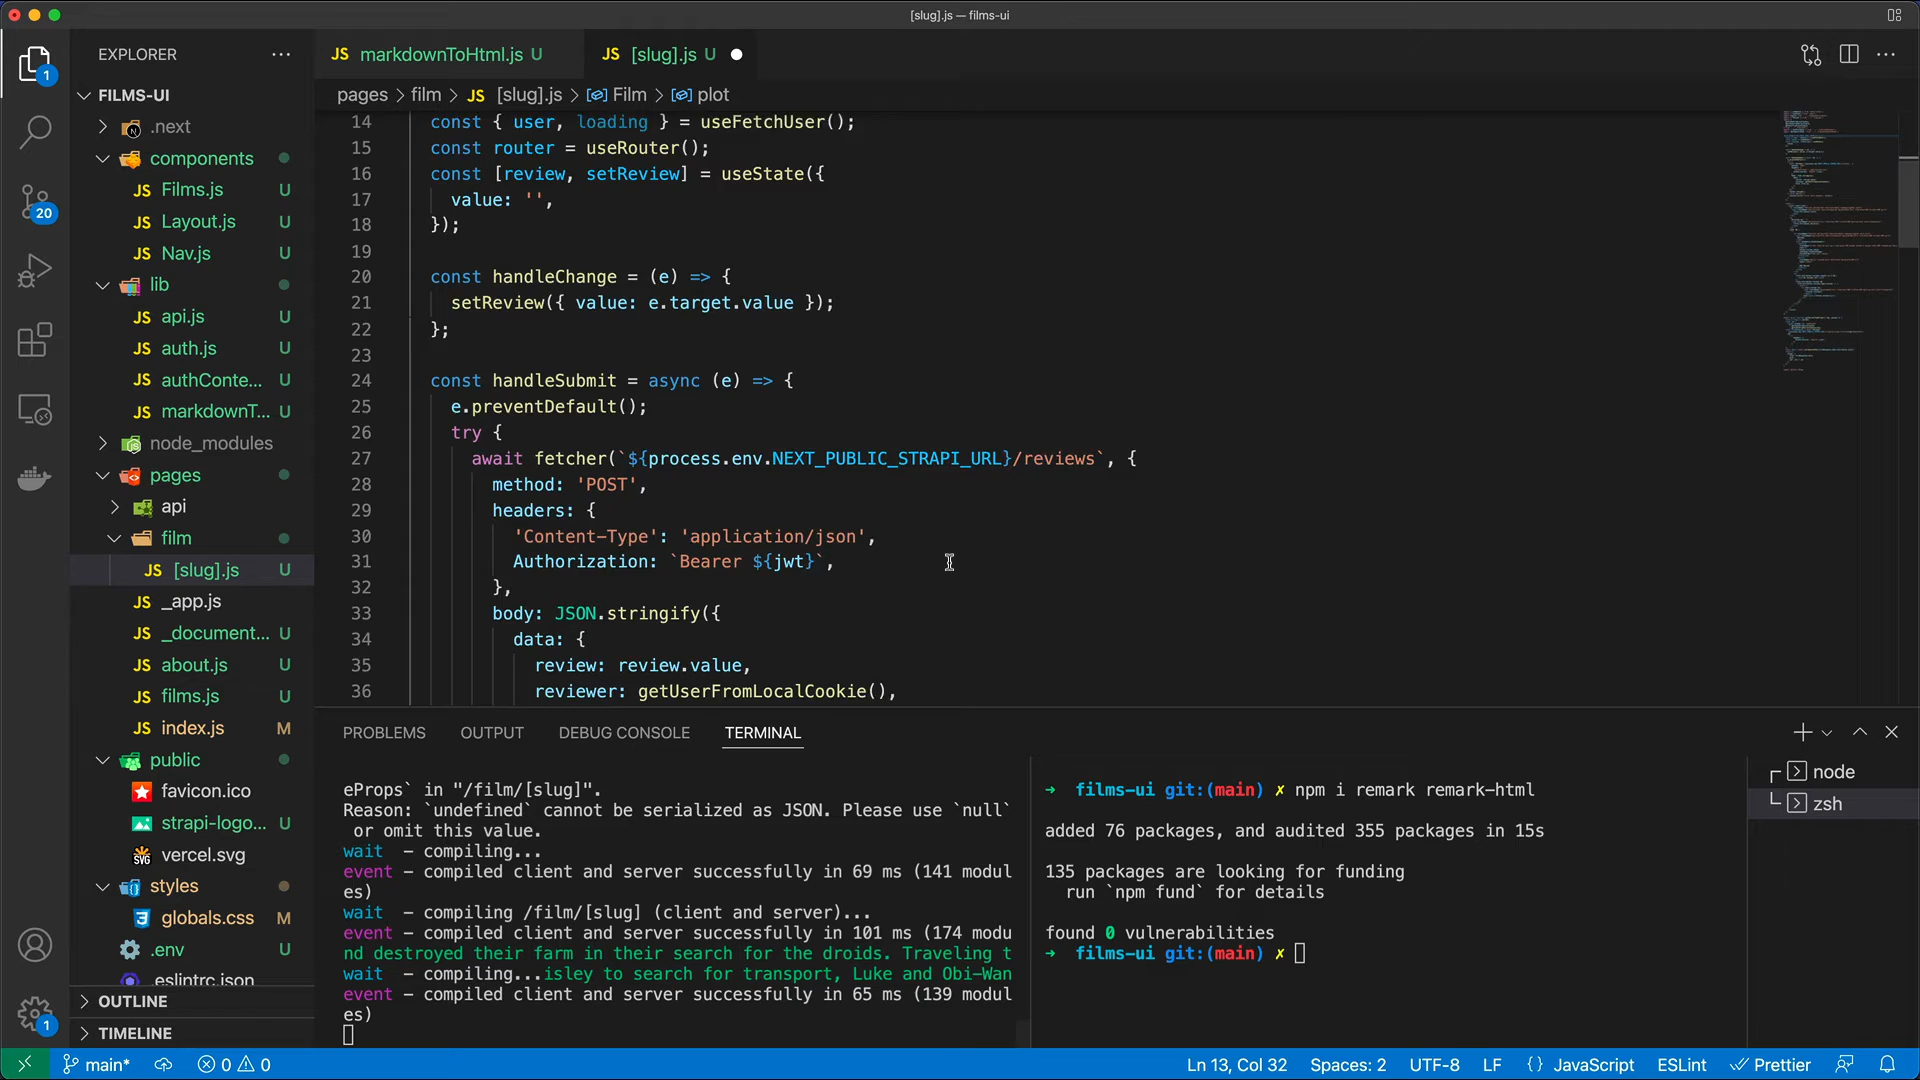 [slug].js — films-ui
EXPLORER
FILMS-UI
.next
components
JS Films.js U
JS Layout.js U
JS Nav.js U
lib
JS api.js U
JS auth.js U
JS authConte... U
JS markdownT... U
node_modules
pages
api
film
JS [slug].js U
JS _app.js
JS _document... U
JS about.js U
JS films.js U
JS index.js M
public
favicon.ico
strapi-logo... U
vercel.svg
styles
globals.css M
.env U
.eslintrc.json
OUTLINE
TIMELINE
1
20
1
JS markdownToHtml.js U
JS [slug].js U
pages > film > JS [slug].js > Film > plot
14 const { user, loading } = useFetchUser();
15 const router = useRouter();
16 const [review, setReview] = useState({
17 value: '',
18 });
19
20 const handleChange = (e) => {
21 setReview({ value: e.target.value });
22 };
23
24 const handleSubmit = async (e) => {
25 e.preventDefault();
26 try {
27 await fetcher(`${process.env.NEXT_PUBLIC_STRAPI_URL}/reviews`, {
28 method: 'POST',
29 headers: {
30 'Content-Type': 'application/json',
31 Authorization: `Bearer ${jwt}`,
32 },
33 body: JSON.stringify({
34 data: {
35 review: review.value,
36 reviewer: getUserFromLocalCookie(),
PROBLEMS OUTPUT DEBUG CONSOLE TERMINAL
eProps` in "/film/[slug]".
Reason: `undefined` cannot be serialized as JSON. Please use `null`
or omit this value.
wait – compiling...
event – compiled client and server successfully in 69 ms (141 modul
es)
wait – compiling /film/[slug] (client and server)...
event – compiled client and server successfully in 101 ms (174 modu
nd destroyed their farm in their search for the droids. Traveling t
wait – compiling...isley to search for transport, Luke and Obi-Wan
event – compiled client and server successfully in 65 ms (139 modul
es)
➜ films-ui git:(main) ✗ npm i remark remark-html
added 76 packages, and audited 355 packages in 15s
135 packages are looking for funding
run `npm fund` for details
found 0 vulnerabilities
➜ films-ui git:(main) ✗
node
zsh
main* 0 0
Ln 13, Col 32 Spaces: 2 UTF-8 LF {} JavaScript ESLint Prettier